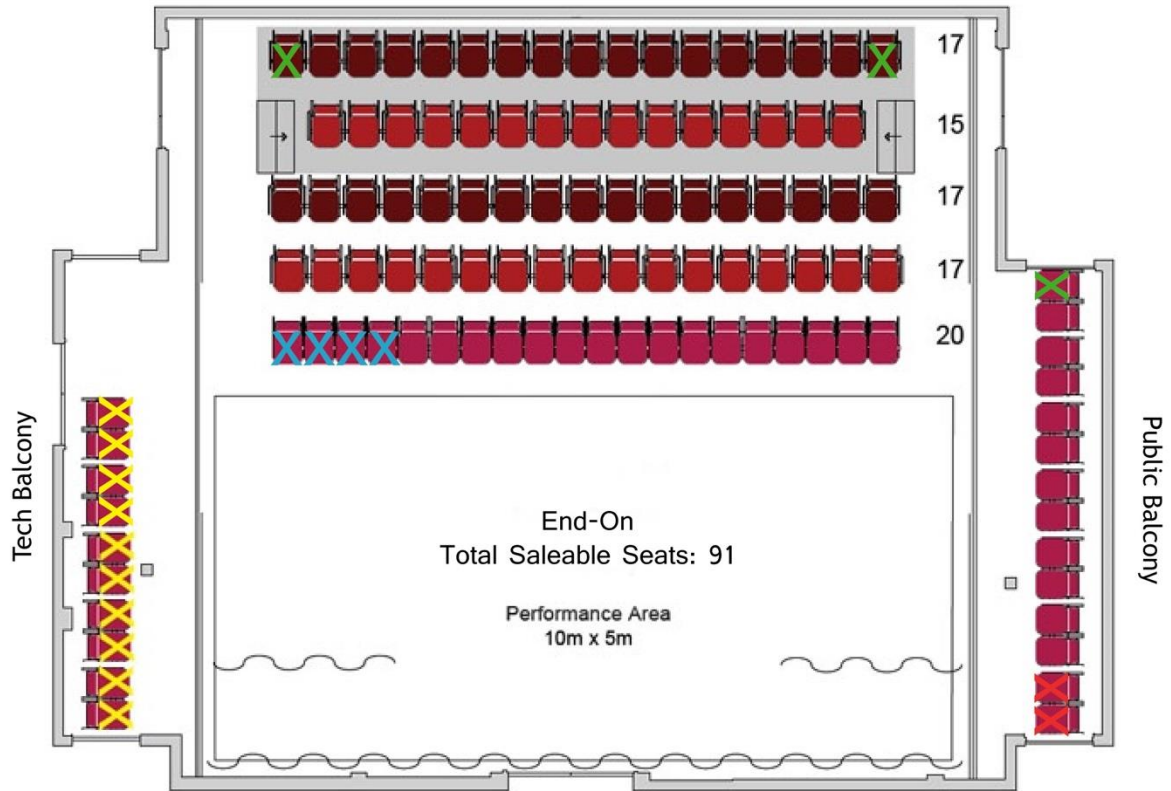 17
15
17
17
20
Tech Balcony
Public Balcony
End-On
Total Saleable Seats: 91
Performance Area
10m x 5m